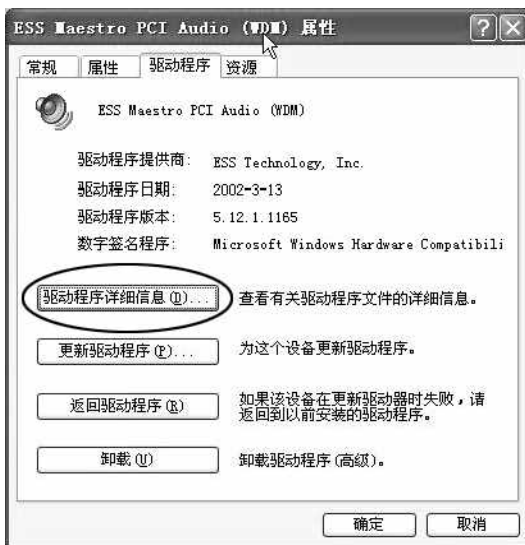 ESS Maestro PCI Audio (WDM) 属性
常规 属性 驱动程序 资源
ESS Maestro PCI Audio (WDM)
驱动程序提供商: ESS Technology, Inc.
驱动程序日期: 2002-3-13
驱动程序版本: 5.12.1.1165
数字签名程序: Microsoft Windows Hardware Compatibili
驱动程序详细信息(D)... 查看有关驱动程序文件的详细信息。
更新驱动程序(P)... 为这个设备更新驱动程序。
返回驱动程序(R) 如果该设备在更新驱动器时失败，请
返回到以前安装的驱动程序。
卸载(U) 卸载驱动程序(高级)。
确定 取消